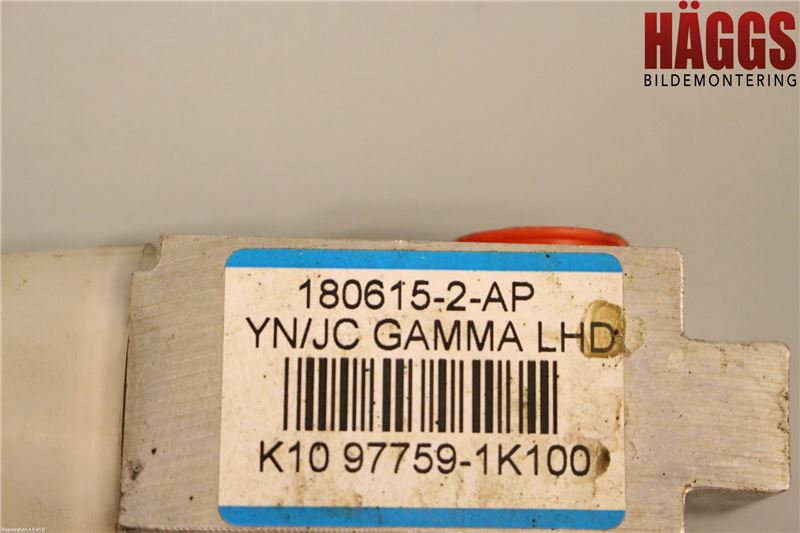 HÄGGS
BILDEMONTERING
180615-2-AP
YN/JC GAMMA LHD
K10 97759-1K100